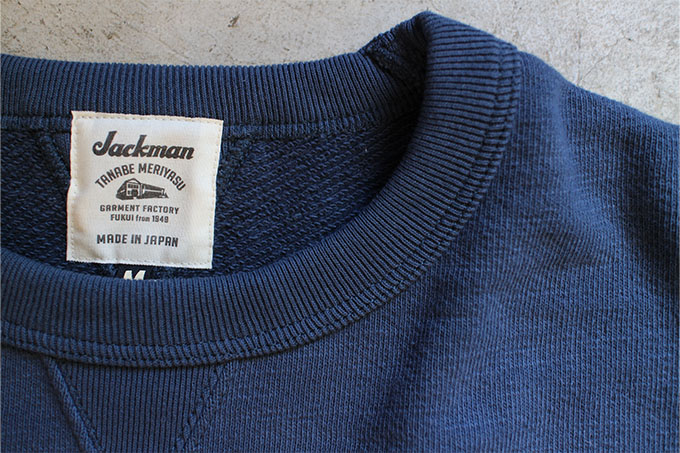 Jackman
TANABE MERIYASU
GARMENT FACTORY
FUKUI from 1949
MADE IN JAPAN
M